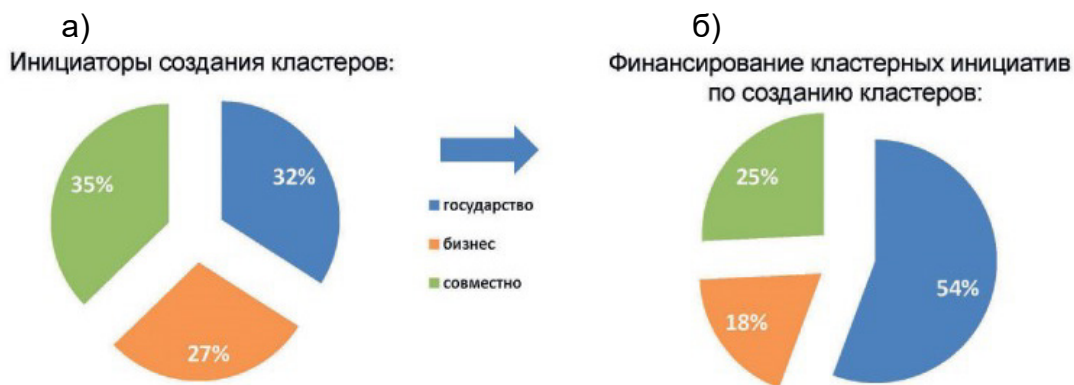 а)
Инициаторы создания кластеров:
35%
32%
27%
государство
бизнес
совместно
б)
Финансирование кластерных инициатив
по созданию кластеров:
25%
18%
54%